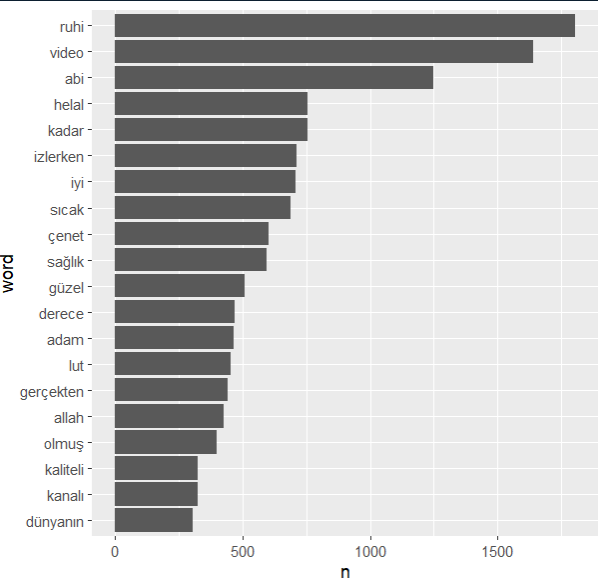 ruhi
video
abi
helal
kadar
izlerken
iyi
sıcak
çenet
sağlık
güzel
derece
adam
lut
gerçekten
allah
olmuş
kaliteli
kanalı
dünyanın
word
0 500 1000 1500
n